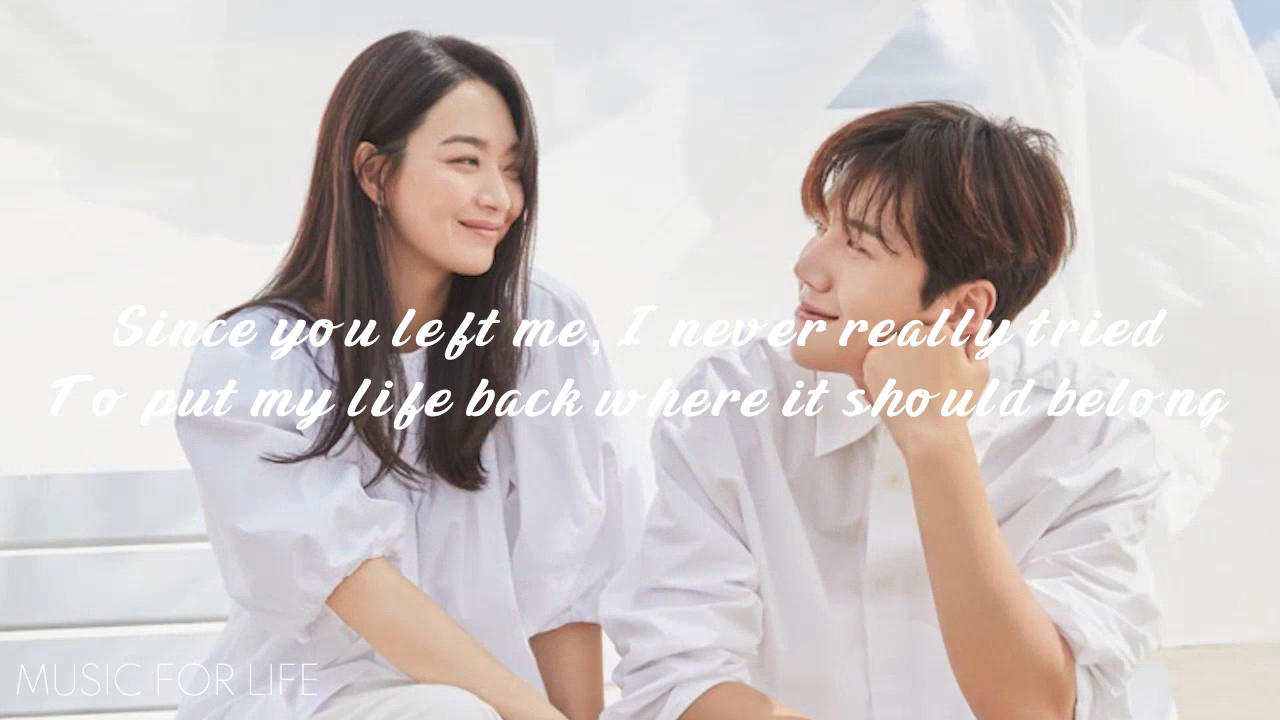 Since you left me, I never really tried
To put my life back where it should belong
MUSIC FOR LIFE